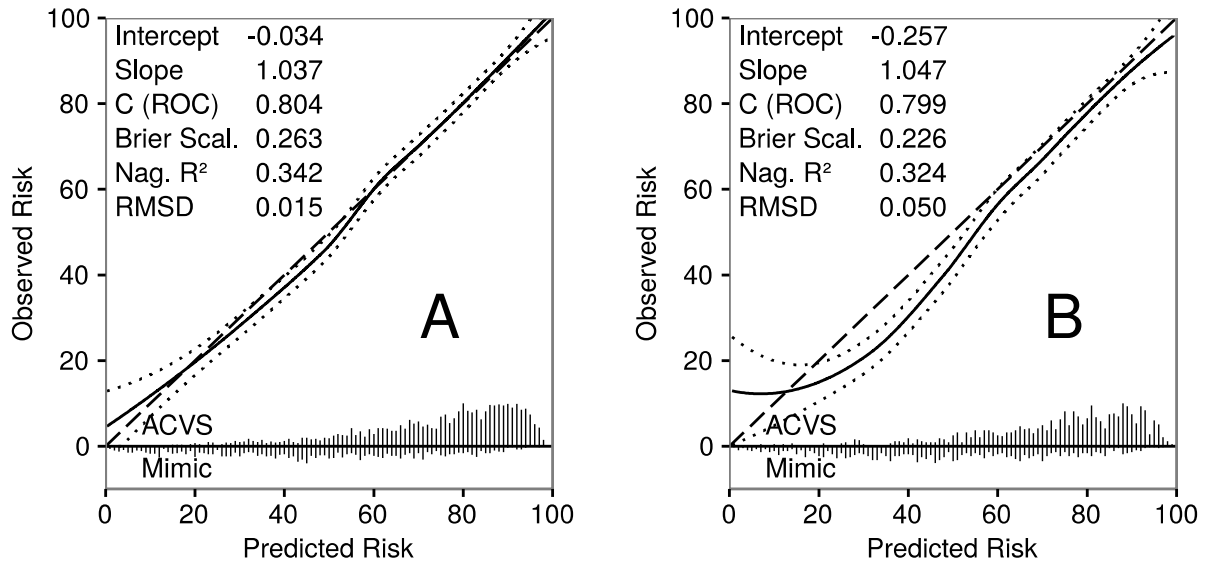 100
80
60
40
20
0
Observed Risk
Intercept -0.034
Slope 1.037
C (ROC) 0.804
Brier Scal. 0.263
Nag. R² 0.342
RMSD 0.015
A
ACVS
Mimic
0 20 40 60 80 100
Predicted Risk
100
80
60
40
20
0
Observed Risk
Intercept -0.257
Slope 1.047
C (ROC) 0.799
Brier Scal. 0.226
Nag. R² 0.324
RMSD 0.050
B
ACVS
Mimic
0 20 40 60 80 100
Predicted Risk